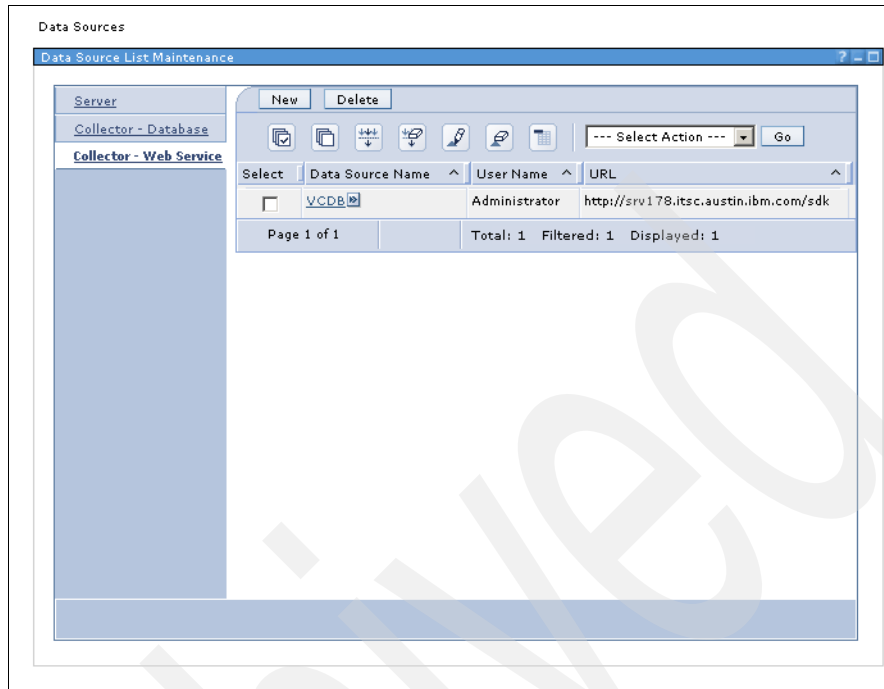 Data Sources
Data Source List Maintenance
?
Server
Collector - Database
Collector - Web Service
New Delete
--- Select Action --- Go
Select Data Source Name ^ User Name ^ URL ^
VCDB Administrator http://srv178.itsc.austin.ibm.com/sdk
Page 1 of 1 Total: 1 Filtered: 1 Displayed: 1
hived